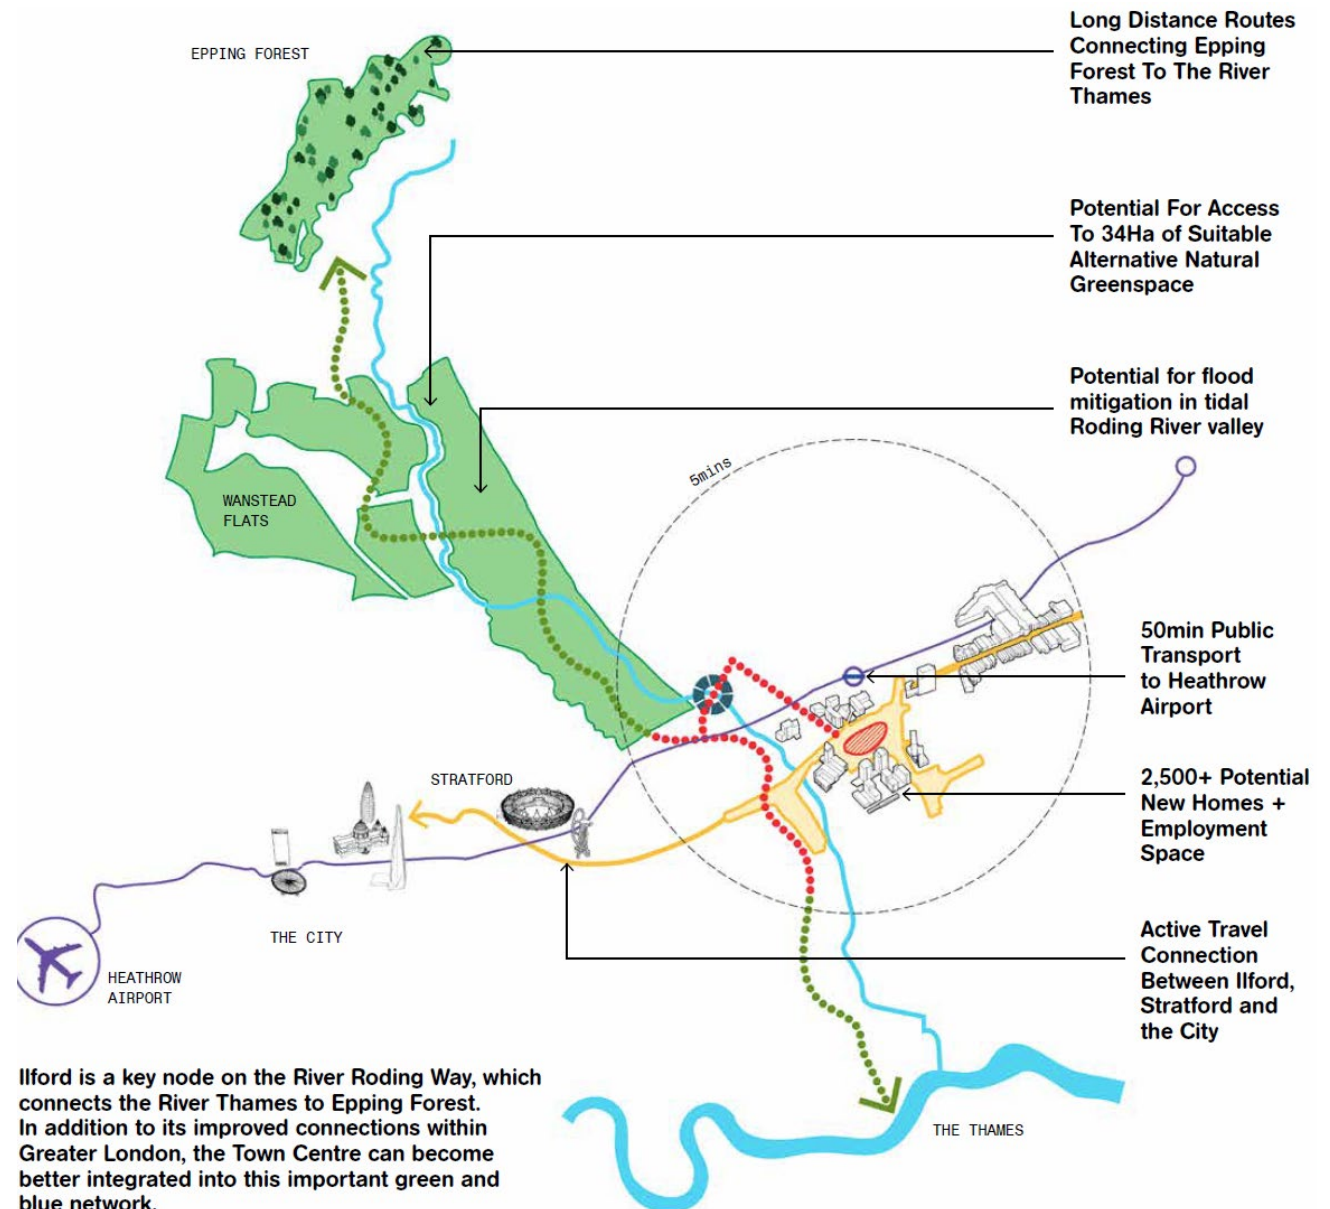 EPPING FOREST
Long Distance Routes
Connecting Epping
Forest To The River
Thames
Potential For Access
To 34Ha of Suitable
Alternative Natural
Greenspace
Potential for flood
mitigation in tidal
Roding River valley
5mins
WANSTEAD
FLATS
50min Public
Transport
to Heathrow
Airport
STRATFORD
2,500+ Potential
New Homes +
Employment
Space
THE CITY
Active Travel
Connection
Between Ilford,
Stratford and
the City
HEATHROW
AIRPORT
Ilford is a key node on the River Roding Way, which
connects the River Thames to Epping Forest.
In addition to its improved connections within
Greater London, the Town Centre can become
better integrated into this important green and
blue network.
THE THAMES